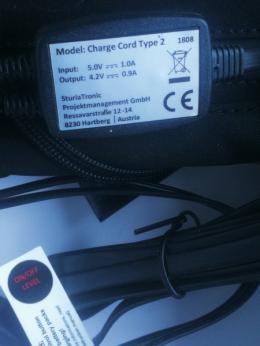 Model: Charge Cord Type 2 1808
Input: 5.0V ⎓ 1.0A
Output: 4.2V ⎓ 0.9A
SturiaTronic
Projektmanagement GmbH
Ressavarstraße 12-14
8230 Hartberg | Austria
CE
ON/OFF
LEVEL